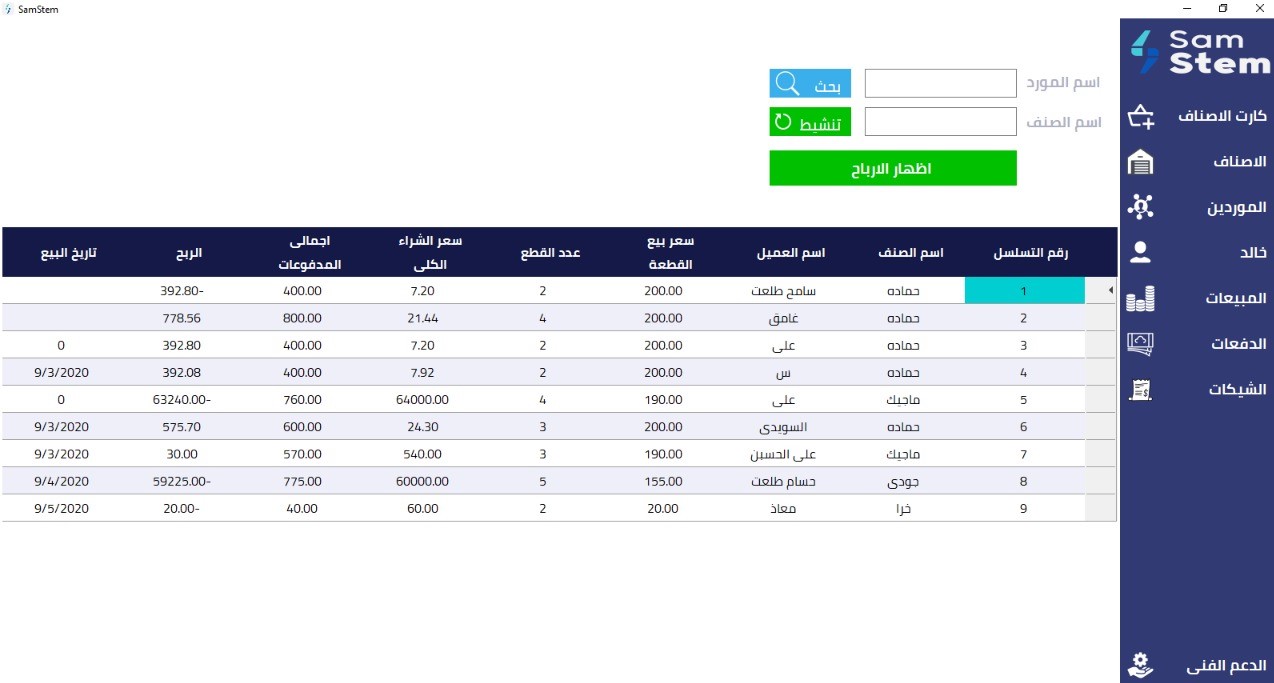 SamStem
Sam
Stem
كارت الاصناف
الاصناف
الموردين
خالد
المبيعات
الدفعات
الشيكات
الدعم الفنى
اسم المورد
بحث
اسم الصنف
تنشيط
اظهار الارباح
رقم التسلسل اسم الصنف اسم العميل سعر بيع القطعة عدد القطع سعر الشراء الكلى اجمالى المدفوعات الربح تاريخ البيع
1 حماده سامح طلعت 200.00 2 7.20 400.00 392.80-
2 حماده غامق 200.00 4 21.44 800.00 778.56
3 حماده على 200.00 2 7.20 400.00 392.80 0
4 حماده س 200.00 2 7.92 400.00 392.08 9/3/2020
5 ماجيك على 190.00 4 64000.00 760.00 63240.00- 0
6 حماده السويدى 200.00 3 24.30 600.00 575.70 9/3/2020
7 ماجيك على الحسبن 190.00 3 540.00 570.00 30.00 9/3/2020
8 جودى حسام طلعت 155.00 5 60000.00 775.00 59225.00- 9/4/2020
9 خرا معاذ 20.00 2 60.00 40.00 20.00- 9/5/2020